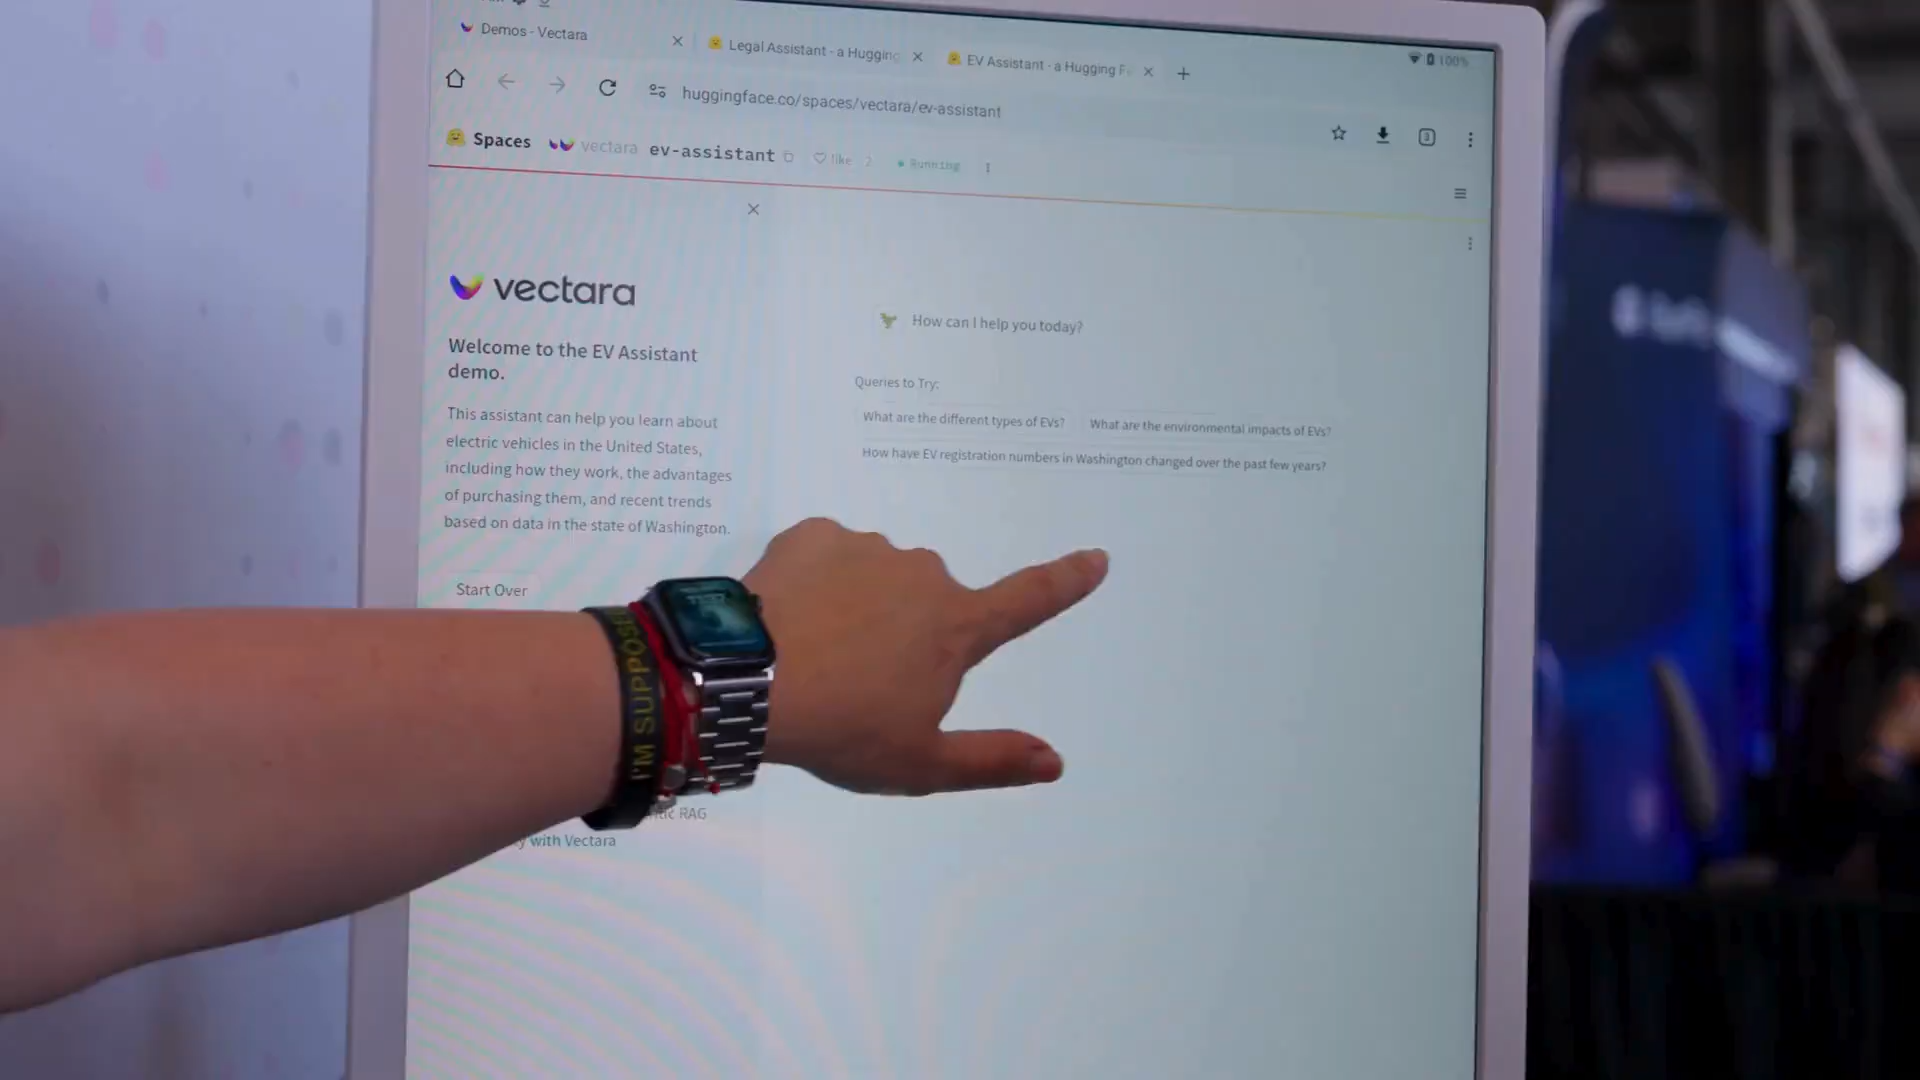 Demos - Vectara
Legal Assistant - a Hugging
EV Assistant - a Hugging F
100%
huggingface.co/spaces/vectara/ev-assistant
3
Spaces vectara ev-assistant like 2 Running
vectara
Welcome to the EV Assistant
demo.
This assistant can help you learn about
electric vehicles in the United States,
including how they work, the advantages
of purchasing them, and recent trends
based on data in the state of Washington.
Start Over
How can I help you today?
Queries to Try:
What are the different types of EVs? What are the environmental impacts of EVs?
How have EV registration numbers in Washington changed over the past few years?
I'M SUPPOSE
RAG
with Vectara